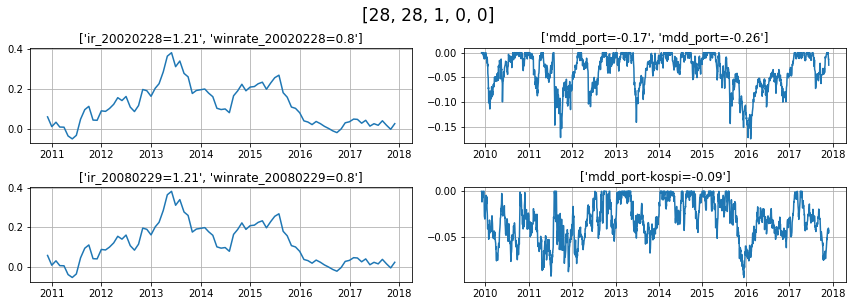 [28, 28, 1, 0, 0]
['ir_20020228=1.21', 'winrate_20020228=0.8']
0.4
0.2
0.0
2011 2012 2013 2014 2015 2016 2017 2018
['mdd_port=-0.17', 'mdd_port=-0.26']
0.00
−0.05
−0.10
−0.15
2010 2011 2012 2013 2014 2015 2016 2017 2018
['ir_20080229=1.21', 'winrate_20080229=0.8']
0.4
0.2
0.0
2011 2012 2013 2014 2015 2016 2017 2018
['mdd_port-kospi=-0.09']
0.00
−0.05
2010 2011 2012 2013 2014 2015 2016 2017 2018